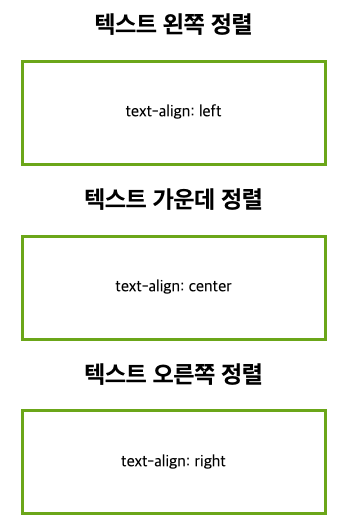 텍스트 왼쪽 정렬
text-align: left
텍스트 가운데 정렬
text-align: center
텍스트 오른쪽 정렬
text-align: right